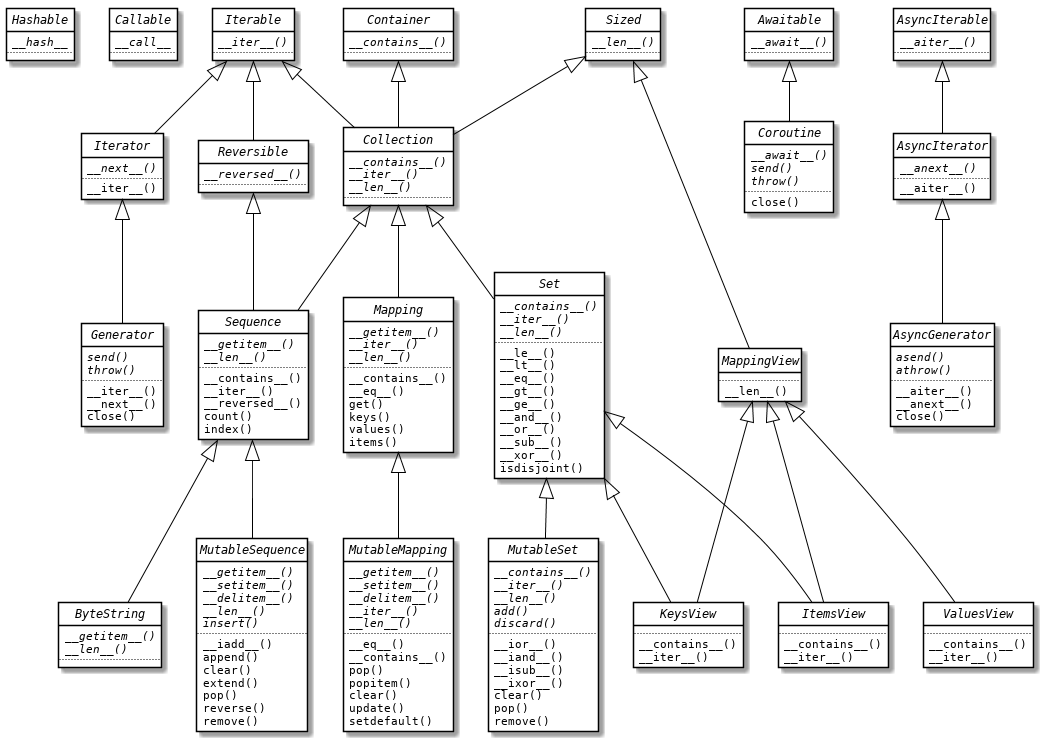 Hashable
__hash__
Callable
__call__
Iterable
__iter__()
Container
__contains__()
Sized
__len__()
Awaitable
__await__()
AsyncIterable
__aiter__()
Iterator
__next__()
__iter__()
Reversible
__reversed__()
Collection
__contains__()
__iter__()
__len__()
Coroutine
__await__()
send()
throw()
close()
AsyncIterator
__anext__()
__aiter__()
Generator
send()
throw()
__iter__()
__next__()
close()
Sequence
__getitem__()
__len__()
__contains__()
__iter__()
__reversed__()
count()
index()
Mapping
__getitem__()
__iter__()
__len__()
__contains__()
__eq__()
get()
keys()
values()
items()
Set
__contains__()
__iter__()
__len__()
__le__()
__lt__()
__eq__()
__gt__()
__ge__()
__and__()
__or__()
__sub__()
__xor__()
isdisjoint()
MappingView
__len__()
AsyncGenerator
asend()
athrow()
__aiter__()
__anext__()
close()
ByteString
__getitem__()
__len__()
MutableSequence
__getitem__()
__setitem__()
__delitem__()
__len__()
insert()
__iadd__()
append()
clear()
extend()
pop()
reverse()
remove()
MutableMapping
__getitem__()
__setitem__()
__delitem__()
__iter__()
__len__()
__eq__()
__contains__()
pop()
popitem()
clear()
update()
setdefault()
MutableSet
__contains__()
__iter__()
__len__()
add()
discard()
__ior__()
__iand__()
__isub__()
__ixor__()
clear()
pop()
remove()
KeysView
__contains__()
__iter__()
ItemsView
__contains__()
__iter__()
ValuesView
__contains__()
__iter__()